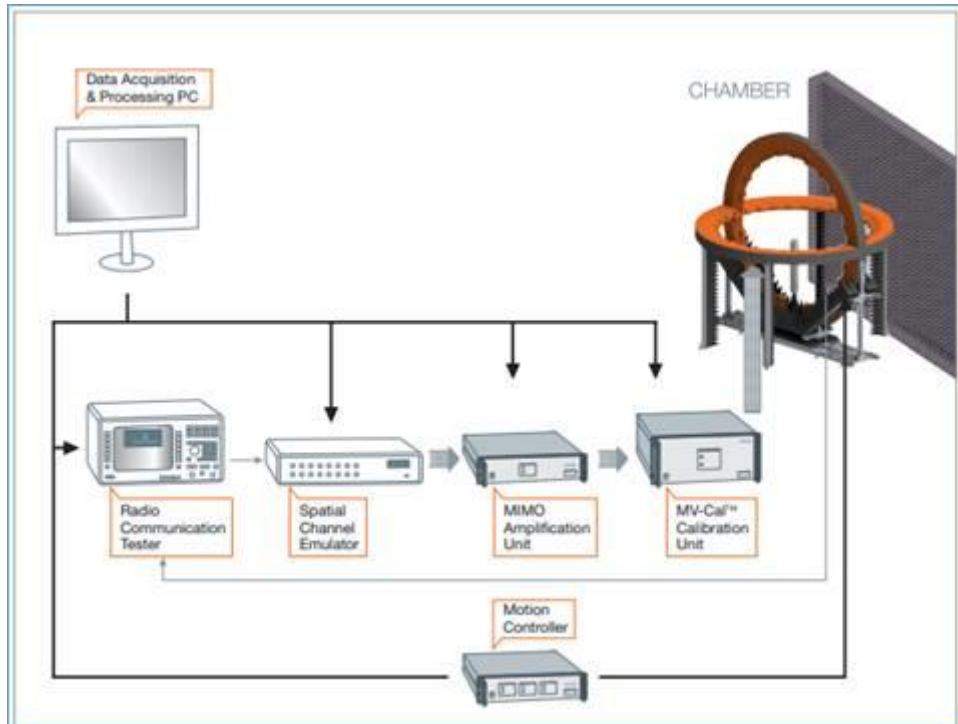 Data Acquisition
& Processing PC
CHAMBER
Radio
Communication
Tester
Spatial
Channel
Emulator
MIMO
Amplification
Unit
MV-Cal™
Calibration
Unit
Motion
Controller